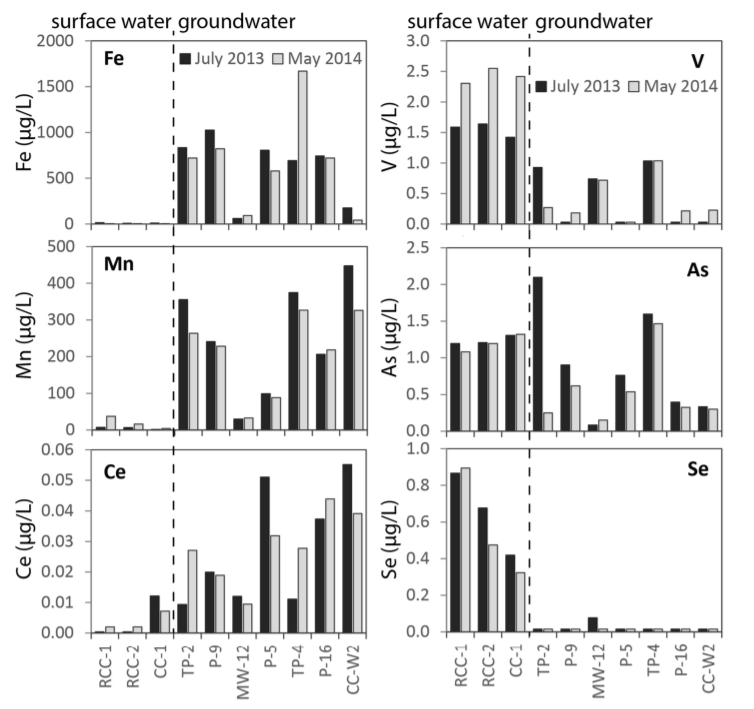 surface water groundwater
surface water groundwater
2000
1500
1000
500
0
Fe (µg/L)
Fe
July 2013
May 2014
3.0
2.5
2.0
1.5
1.0
0.5
0.0
V (µg/L)
V
July 2013
May 2014
500
400
300
200
100
0
Mn (µg/L)
Mn
2.5
2.0
1.5
1.0
0.5
0.0
As (µg/L)
As
0.06
0.05
0.04
0.03
0.02
0.01
0.00
Ce (µg/L)
Ce
1.0
0.8
0.6
0.4
0.2
0.0
Se (µg/L)
Se
RCC-1
RCC-2
CC-1
TP-2
P-9
MW-12
P-5
TP-4
P-16
CC-W2
RCC-1
RCC-2
CC-1
TP-2
P-9
MW-12
P-5
TP-4
P-16
CC-W2